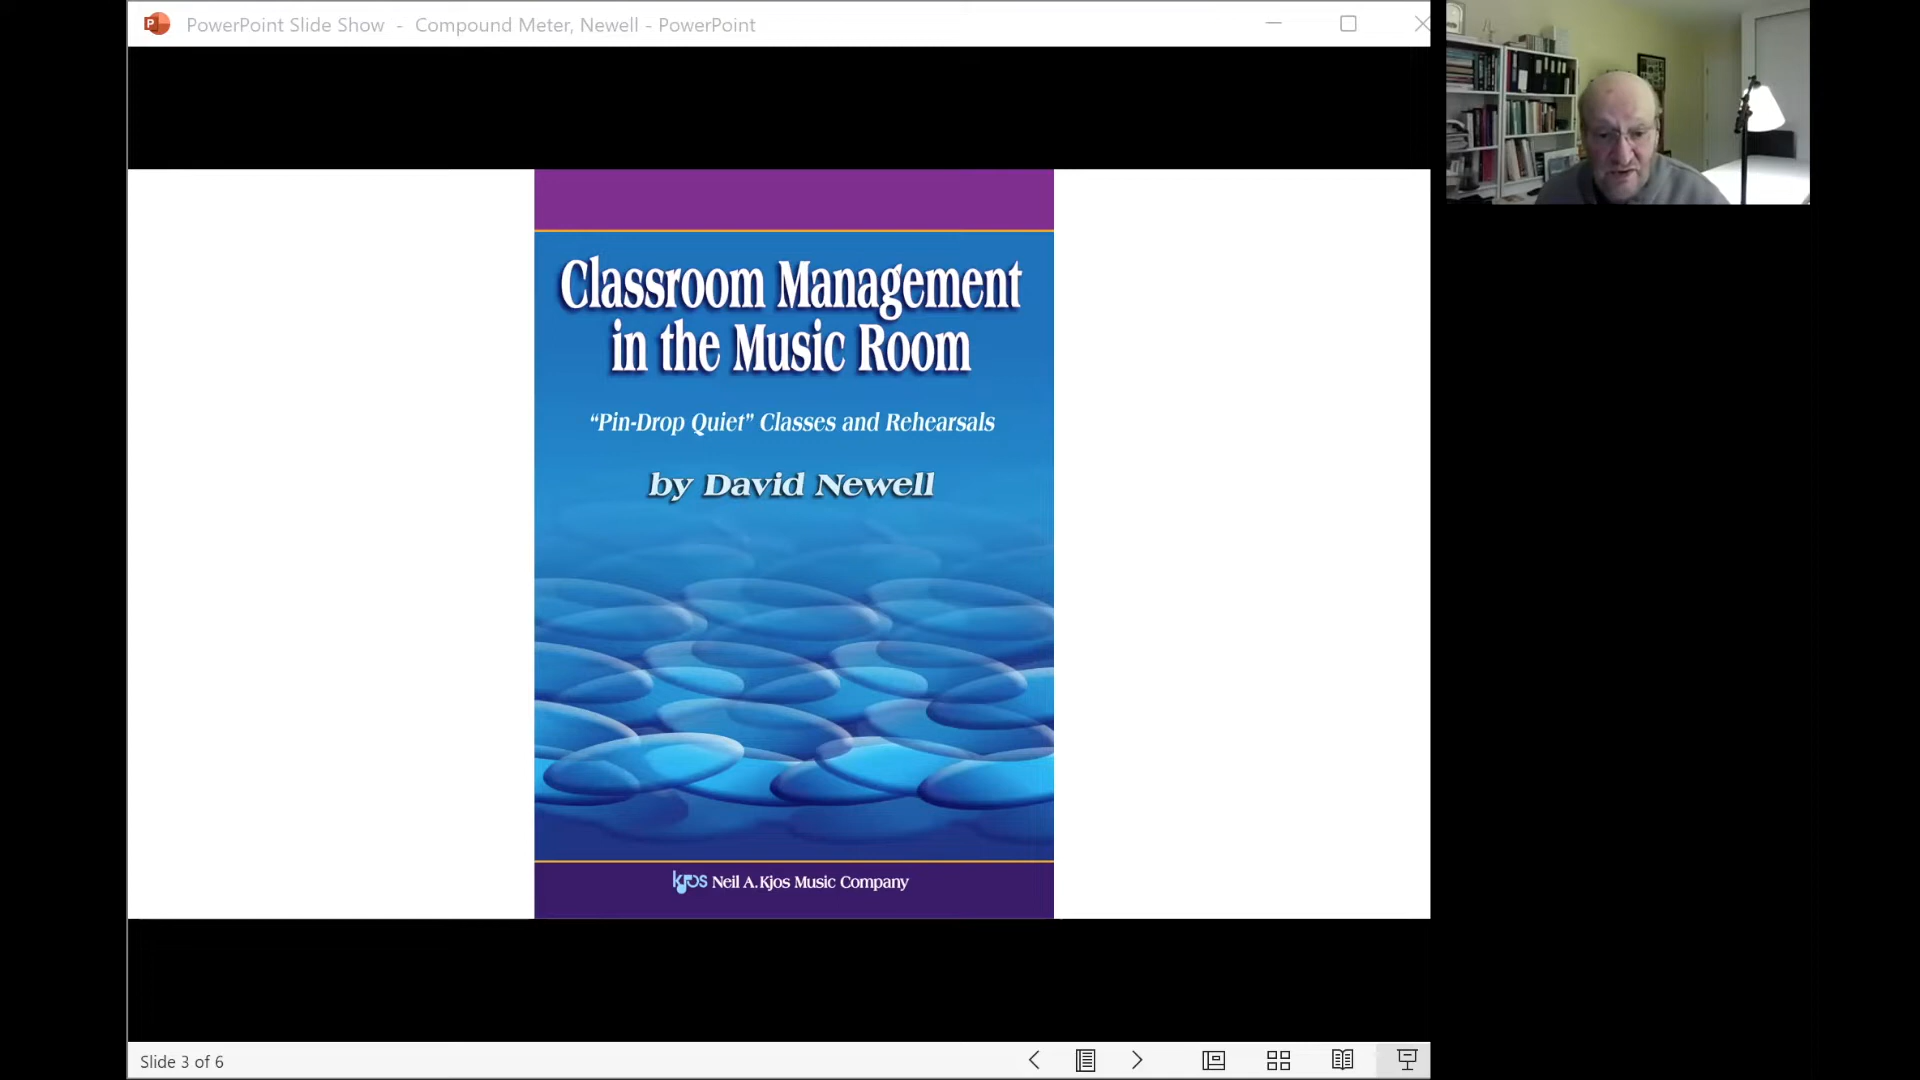 PowerPoint Slide Show - Compound Meter, Newell - PowerPoint
Classroom Management
in the Music Room
“Pin-Drop Quiet” Classes and Rehearsals
by David Newell
KJOS Neil A. Kjos Music Company
Slide 3 of 6